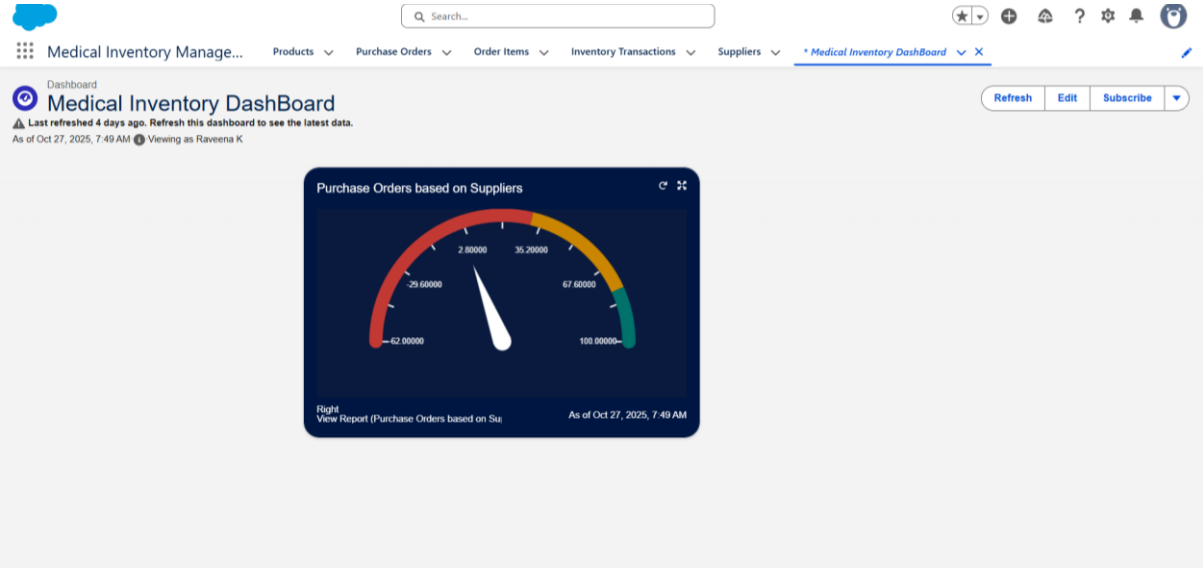 Search...
Medical Inventory Manage...
Products
Purchase Orders
Order Items
Inventory Transactions
Suppliers
* Medical Inventory DashBoard
Dashboard
Medical Inventory DashBoard
Last refreshed 4 days ago. Refresh this dashboard to see the latest data.
As of Oct 27, 2025, 7:49 AM Viewing as Raveena K
Refresh
Edit
Subscribe
Purchase Orders based on Suppliers
2.80000
35.20000
-29.60000
67.60000
-62.00000
100.00000
Right
View Report (Purchase Orders based on Su
As of Oct 27, 2025, 7:49 AM